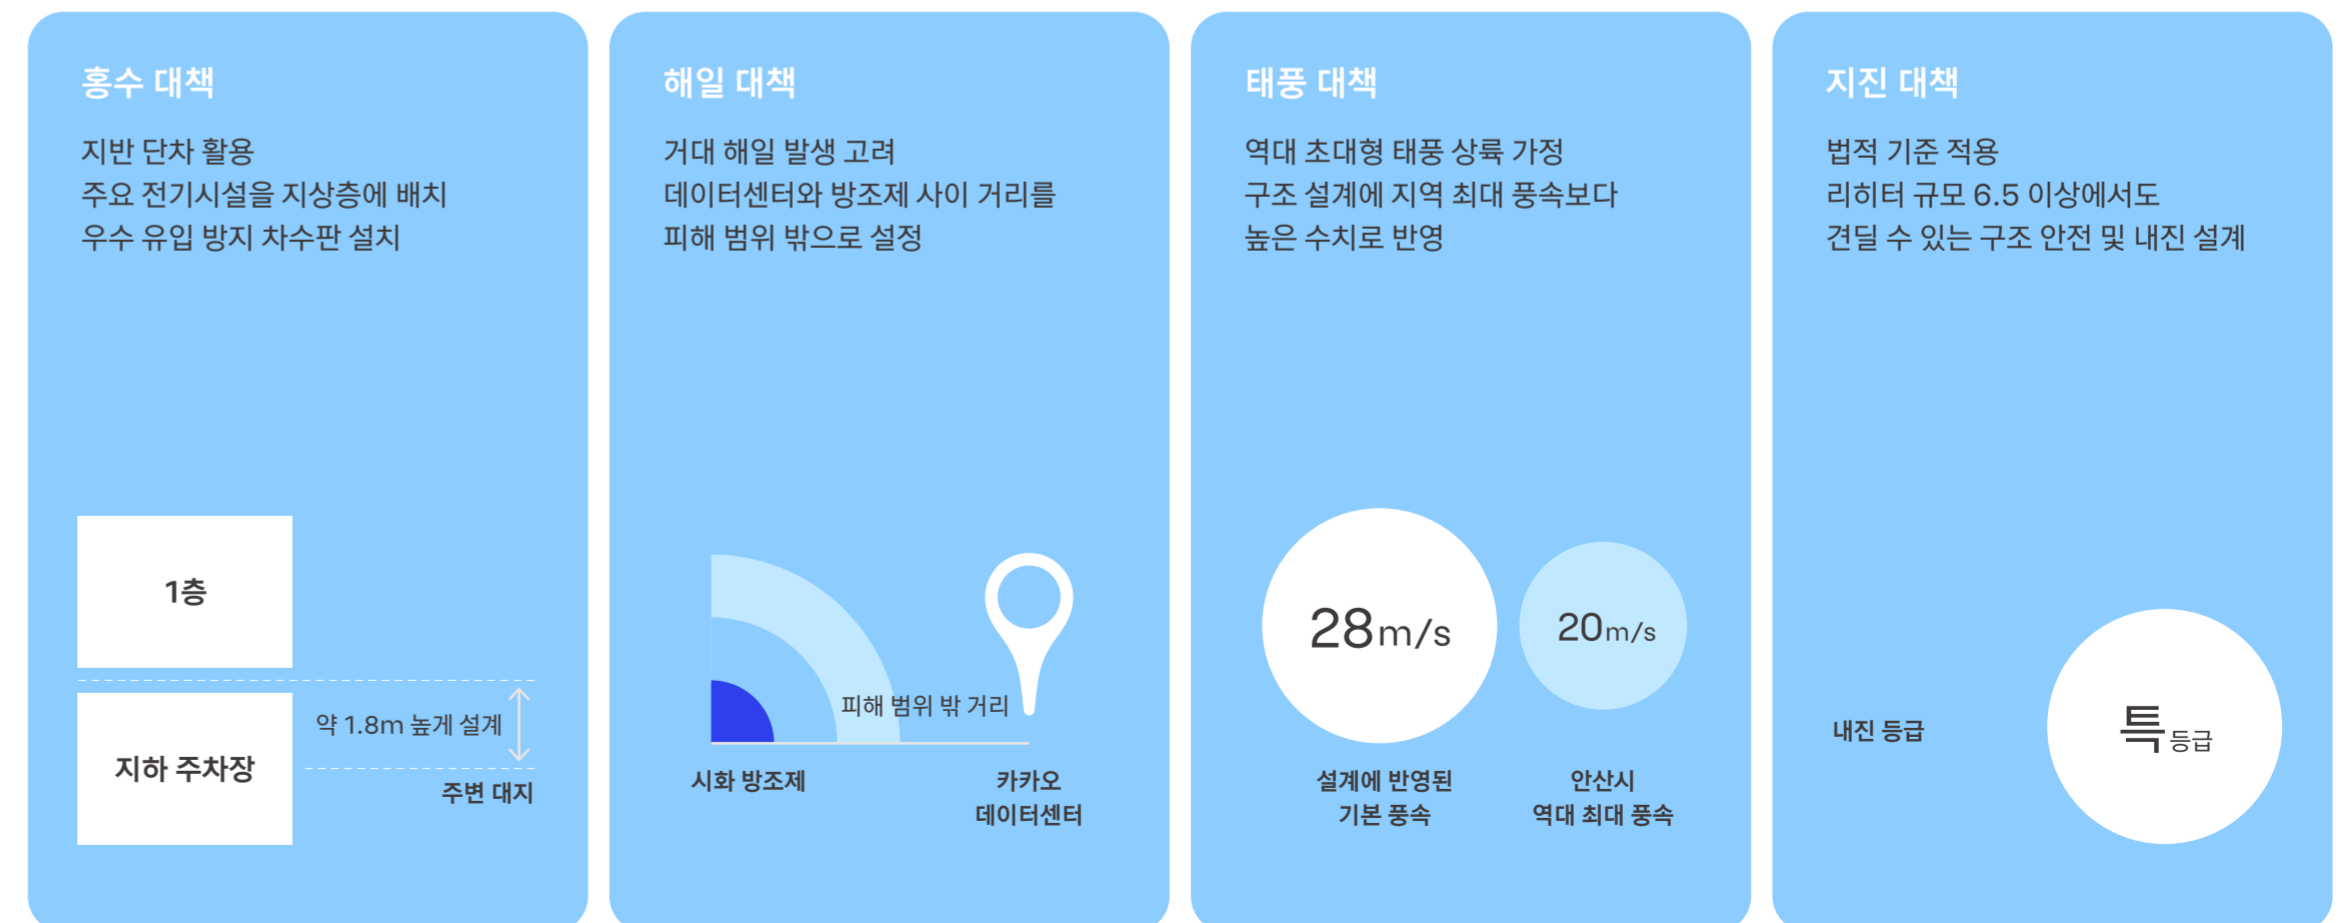 홍수 대책
지반 단차 활용
주요 전기시설을 지상층에 배치
우수 유입 방지 차수판 설치
1층
약 1.8m 높게 설계
지하 주차장
주변 대지
해일 대책
거대 해일 발생 고려
데이터센터와 방조제 사이 거리를
피해 범위 밖으로 설정
피해 범위 밖 거리
시화 방조제
카카오
데이터센터
태풍 대책
역대 초대형 태풍 상륙 가정
구조 설계에 지역 최대 풍속보다
높은 수치로 반영
28m/s
20m/s
설계에 반영된
기본 풍속
안산시
역대 최대 풍속
지진 대책
법적 기준 적용
리히터 규모 6.5 이상에서도
견딜 수 있는 구조 안전 및 내진 설계
내진 등급
특등급